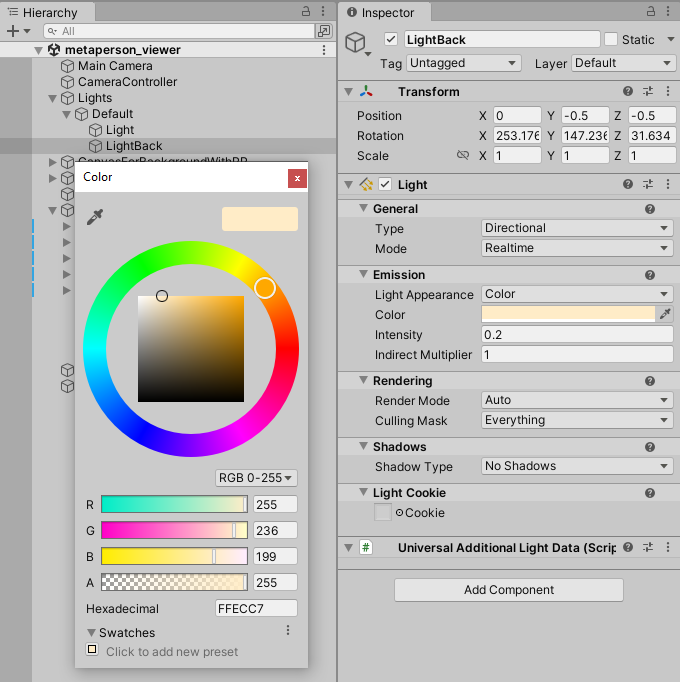 Hierarchy
All
metaperson_viewer
Main Camera
CameraController
Lights
Default
Light
LightBack
Color
RGB 0-255
R 255
G 236
B 199
A 255
Hexadecimal FFECC7
Swatches
Click to add new preset
Inspector
LightBack Static
Tag Untagged Layer Default
Transform
Position X 0 Y -0.5 Z -0.5
Rotation X 253.176 Y 147.236 Z 31.634
Scale X 1 Y 1 Z 1
Light
General
Type Directional
Mode Realtime
Emission
Light Appearance Color
Color
Intensity 0.2
Indirect Multiplier 1
Rendering
Render Mode Auto
Culling Mask Everything
Shadows
Shadow Type No Shadows
Light Cookie
Cookie
# Universal Additional Light Data (Scrip
Add Component